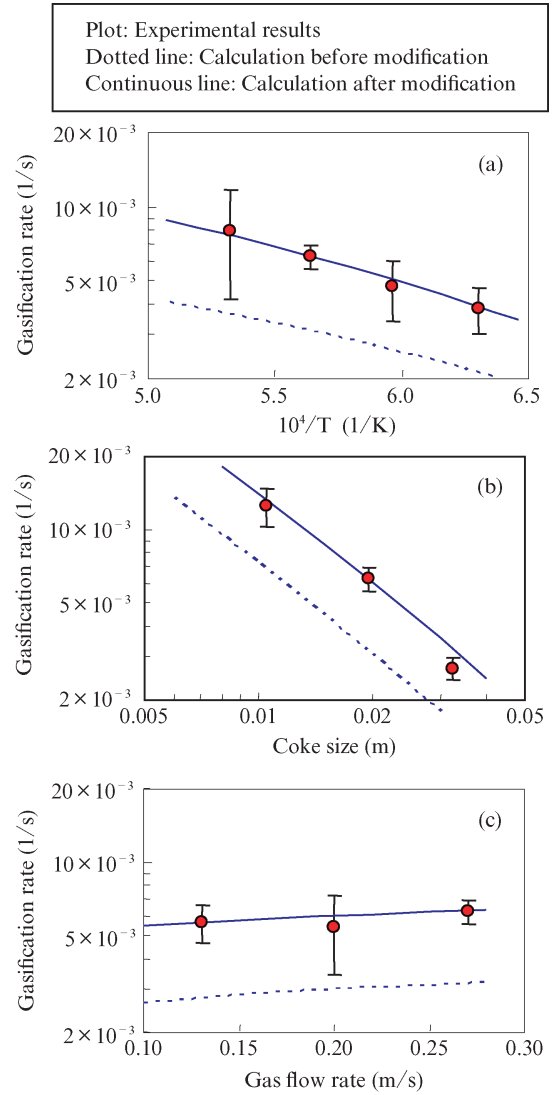 Plot: Experimental results
Dotted line: Calculation before modification
Continuous line: Calculation after modification
20×10⁻³
(a)
10×10⁻³
5×10⁻³
2×10⁻³
Gasification rate (1/s)
5.0 5.5 6.0 6.5
10⁴/T (1/K)
20×10⁻³
(b)
10×10⁻³
5×10⁻³
2×10⁻³
Gasification rate (1/s)
0.005 0.01 0.02 0.05
Coke size (m)
20×10⁻³
(c)
10×10⁻³
5×10⁻³
2×10⁻³
Gasification rate (1/s)
0.10 0.15 0.20 0.25 0.30
Gas flow rate (m/s)